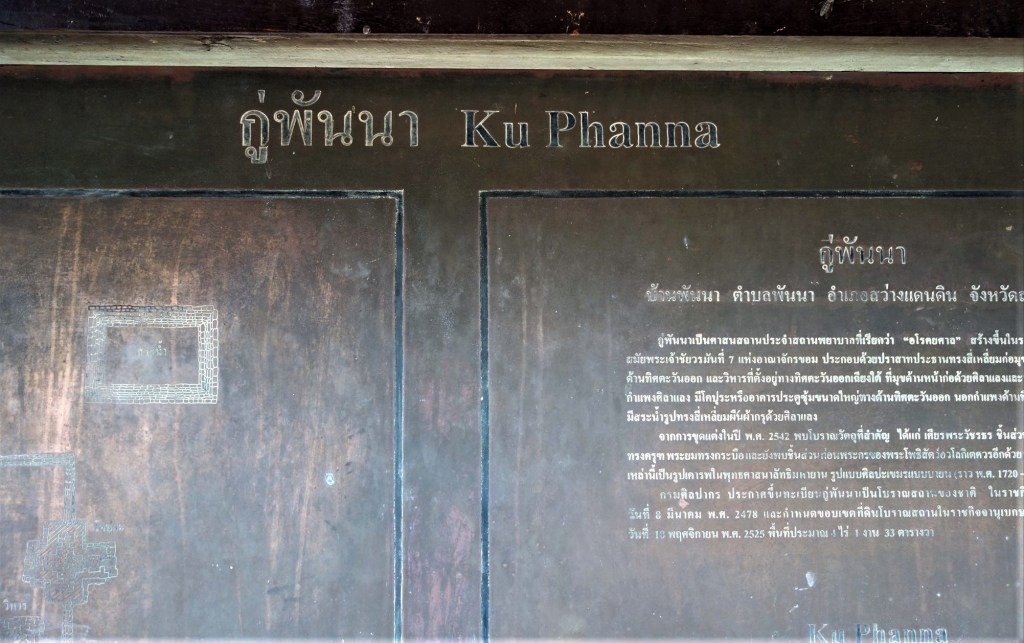 กู่พันนา Ku Phanna
สระน้ำ
โคปุระ
วิหาร
กู่พันนา
บ้านพันนา ตำบลพันนา อำเภอสว่างแดนดิน จังหวัด
กู่พันนาเป็นศาสนสถานประจำสถานพยาบาลที่เรียกว่า "อโรคยศาล" สร้างขึ้นใน
สมัยพระเจ้าชัยวรมันที่ 7 แห่งอาณาจักรขอม ประกอบด้วยปราสาทประธานทรงสี่เหลี่ยมก่อมุข
ด้านทิศตะวันออก และวิหารที่ตั้งอยู่ทางทิศตะวันออกเฉียงใต้ ที่มุขด้านหน้าก่อด้วยศิลาแลงและ
กำแพงศิลาแลง มีโคปุระหรืออาคารประตูซุ้มขนาดใหญ่ทางด้านทิศตะวันออก นอกกำแพงด้าน
มีสระน้ำรูปทรงสี่เหลี่ยมผืนผ้ากรุด้วยศิลาแลง
จากการขุดแต่งในปี พ.ศ. 2542 พบโบราณวัตถุที่สำคัญ ได้แก่ เศียรพระวัชรธร ชิ้นส่วน
ทรงครุฑ พระยมทรงกระบือ และยังพบชิ้นส่วนท่อนพระกรของพระโพธิสัตว์อวโลกิเตศวรอีกด้วย
เหล่านี้เป็นรูปเคารพในพุทธศาสนาลัทธิมหายาน รูปแบบศิลปะเขมรแบบบายน (ราว พ.ศ. 1720 -
กรมศิลปากร ประกาศขึ้นทะเบียนกู่พันนาเป็นโบราณสถานของชาติ ในราชกิ
วันที่ 8 มีนาคม พ.ศ. 2478 และกำหนดขอบเขตที่ดินโบราณสถานในราชกิจจานุเบกษา
วันที่ 18 พฤศจิกายน พ.ศ. 2525 พื้นที่ประมาณ 4 ไร่ 1 งาน 33 ตารางวา
Ku Phanna